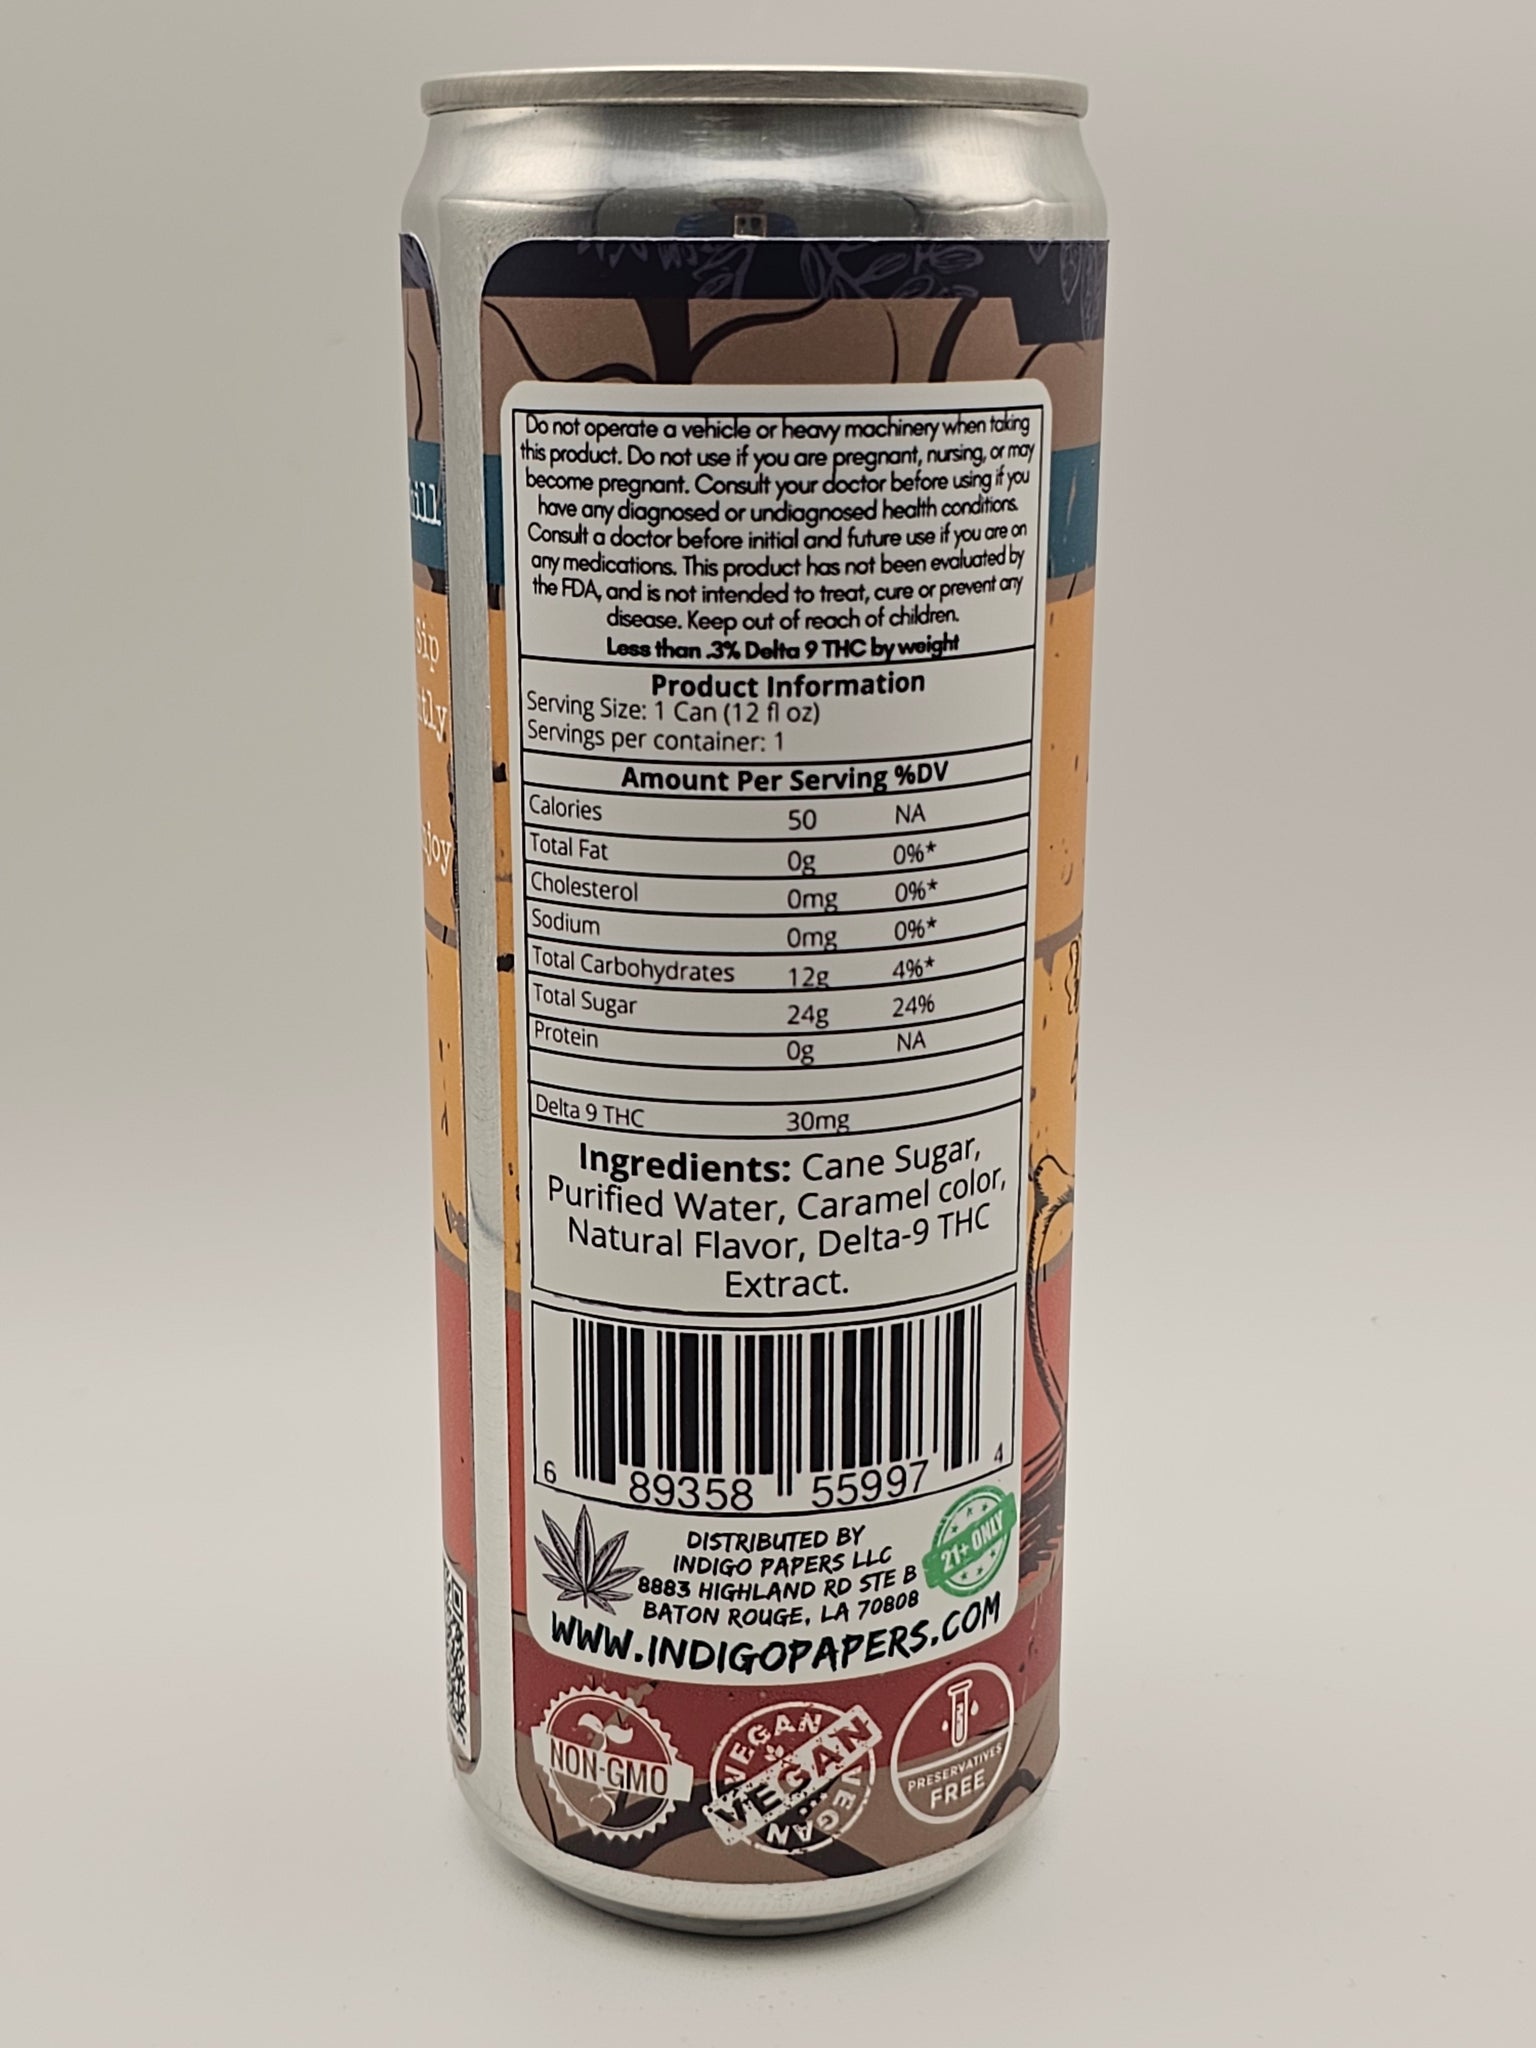 Do not operate a vehicle or heavy machinery when taking
this product. Do not use if you are pregnant, nursing, or may
become pregnant. Consult your doctor before using if you
have any diagnosed or undiagnosed health conditions.
Consult a doctor before initial and future use if you are on
any medications. This product has not been evaluated by
the FDA, and is not intended to treat, cure or prevent any
disease. Keep out of reach of children.
Less than .3% Delta 9 THC by weight
Product Information
Serving Size: 1 Can (12 fl oz)
Servings per container: 1
Amount Per Serving %DV
Calories 50 NA
Total Fat 0g 0%*
Cholesterol 0mg 0%*
Sodium 0mg 0%*
Total Carbohydrates 12g 4%*
Total Sugar 24g 24%
Protein 0g NA
Delta 9 THC 30mg
Ingredients: Cane Sugar,
Purified Water, Caramel color,
Natural Flavor, Delta-9 THC
Extract.
6 89358 55997 4
DISTRIBUTED BY
INDIGO PAPERS LLC
8883 HIGHLAND RD STE B
BATON ROUGE, LA 70808
21+ ONLY
WWW.INDIGOPAPERS.COM
NON-GMO
VEGAN
VEGAN
VEGAN
VEGAN
PRESERVATIVES
FREE
Sip